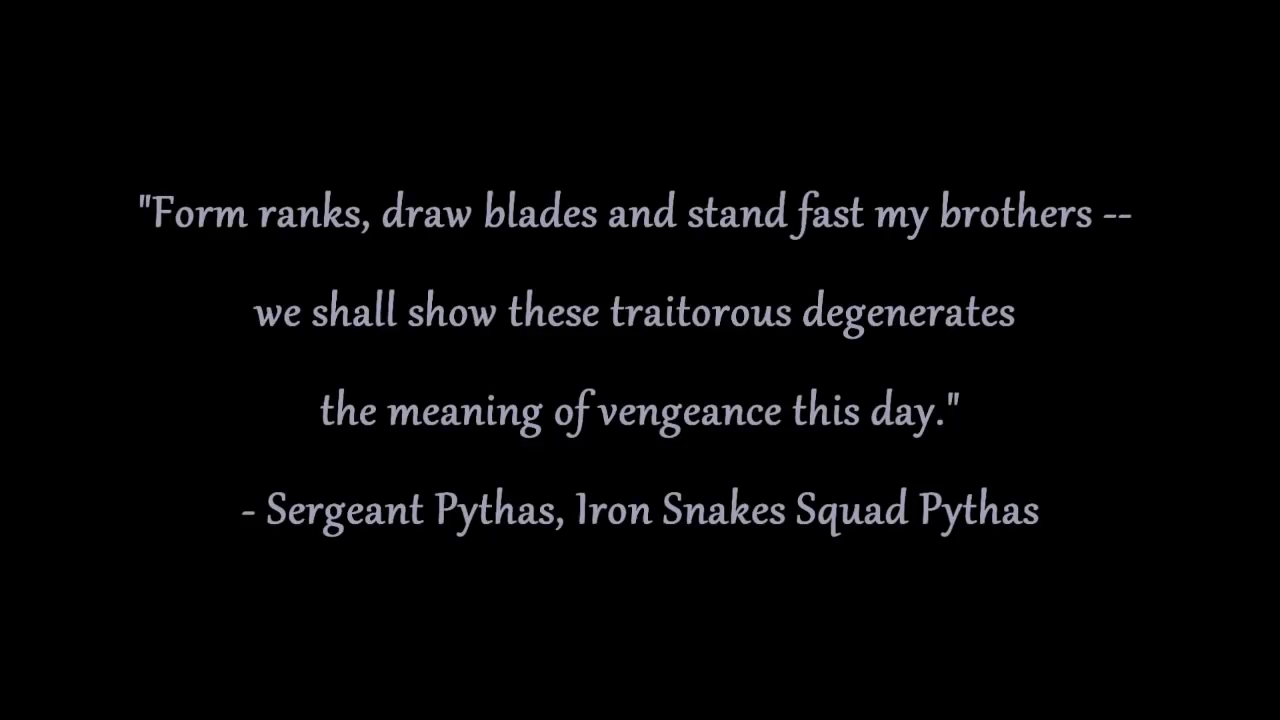 "Form ranks, draw blades and stand fast my brothers --
we shall show these traitorous degenerates
the meaning of vengeance this day."
- Sergeant Pythas, Iron Snakes Squad Pythas